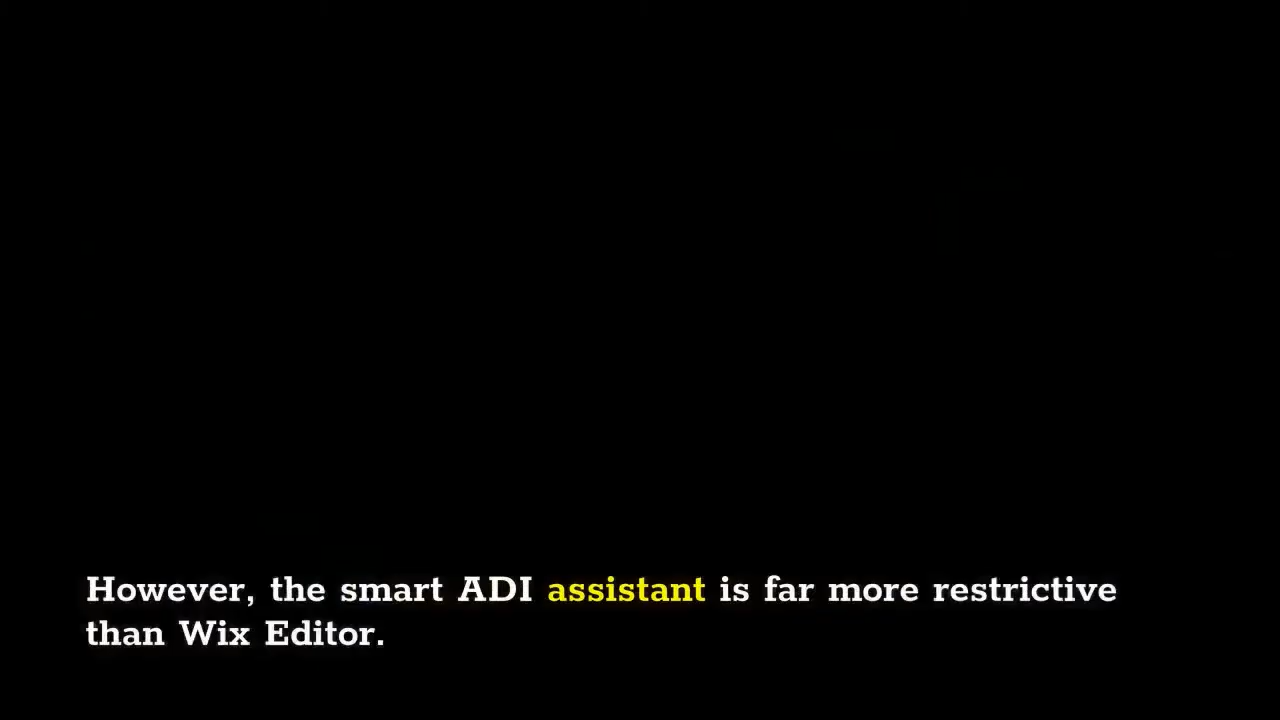 However, the smart ADI assistant is far more restrictive
than Wix Editor.